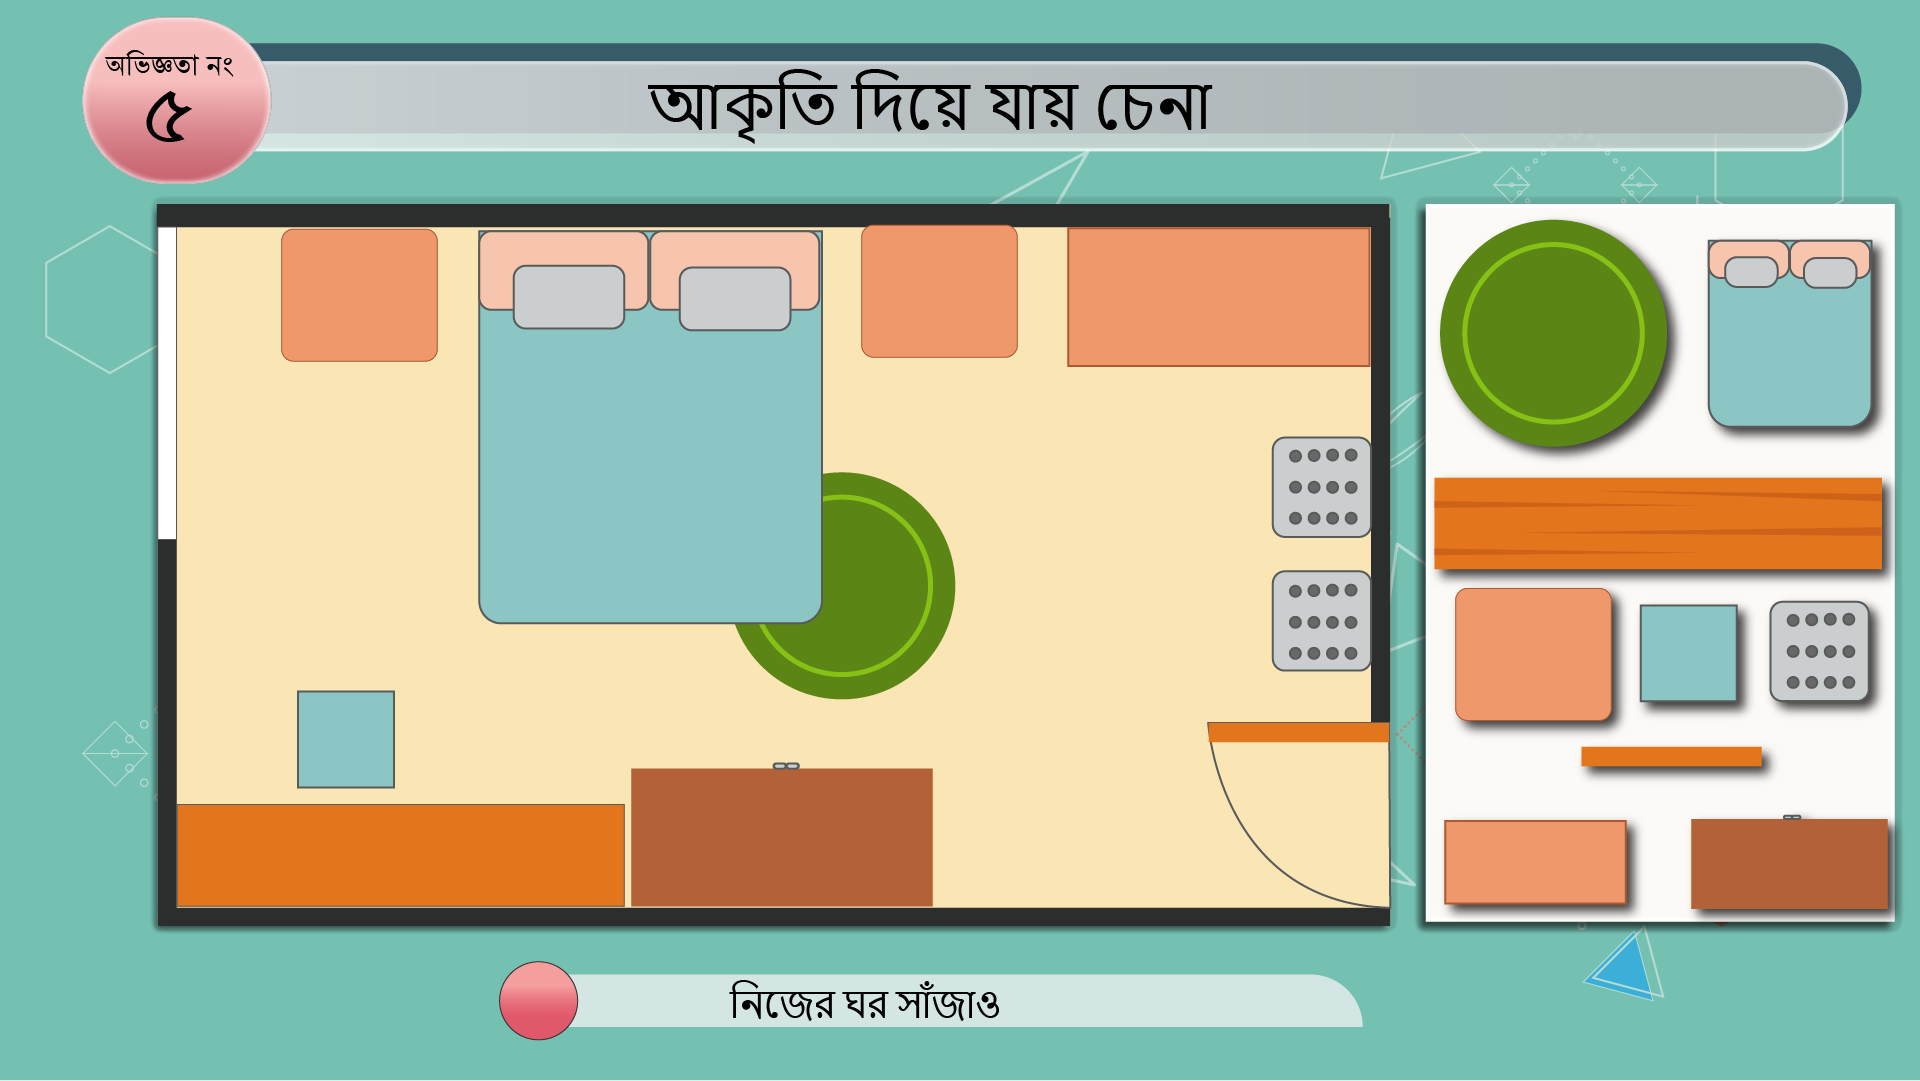 অভিজ্ঞতা নং
৫
আকৃতি দিয়ে যায় চেনা
নিজের ঘর সাঁজাও